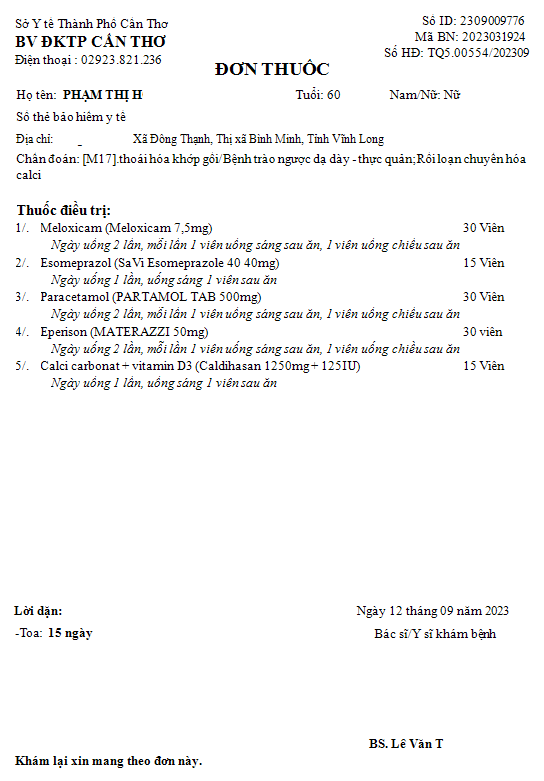 Sở Y tế Thành Phố Cần Thơ
Số ID: 2309009776
BV ĐKTP CẦN THƠ
Mã BN: 2023031924
Điện thoại : 02923.821.236
Số HĐ: TQ5.00554/202309
ĐƠN THUỐC
Họ tên: PHẠM THỊ H
Tuổi: 60
Nam/Nữ: Nữ
Số thẻ bảo hiểm y tế
Địa chỉ: Xã Đông Thạnh, Thị xã Bình Minh, Tỉnh Vĩnh Long
Chẩn đoán: [M17].thoái hóa khớp gối/Bệnh trào ngược dạ dày - thực quản;Rối loạn chuyển hóa
calci
Thuốc điều trị:
1/. Meloxicam (Meloxicam 7,5mg) 30 Viên
Ngày uống 2 lần, mỗi lần 1 viên uống sáng sau ăn, 1 viên uống chiều sau ăn
2/. Esomeprazol (SaVi Esomeprazole 40 40mg) 15 Viên
Ngày uống 1 lần, uống sáng 1 viên sau ăn
3/. Paracetamol (PARTAMOL TAB 500mg) 30 Viên
Ngày uống 2 lần, mỗi lần 1 viên uống sáng sau ăn, 1 viên uống chiều sau ăn
4/. Eperison (MATERAZZI 50mg) 30 viên
Ngày uống 2 lần, mỗi lần 1 viên uống sáng sau ăn, 1 viên uống chiều sau ăn
5/. Calci carbonat + vitamin D3 (Caldihasan 1250mg + 125IU) 15 Viên
Ngày uống 1 lần, uống sáng 1 viên sau ăn
Lời dặn:
Ngày 12 tháng 09 năm 2023
-Toa: 15 ngày
Bác sĩ/Y sĩ khám bệnh
BS. Lê Văn T
Khám lại xin mang theo đơn này.